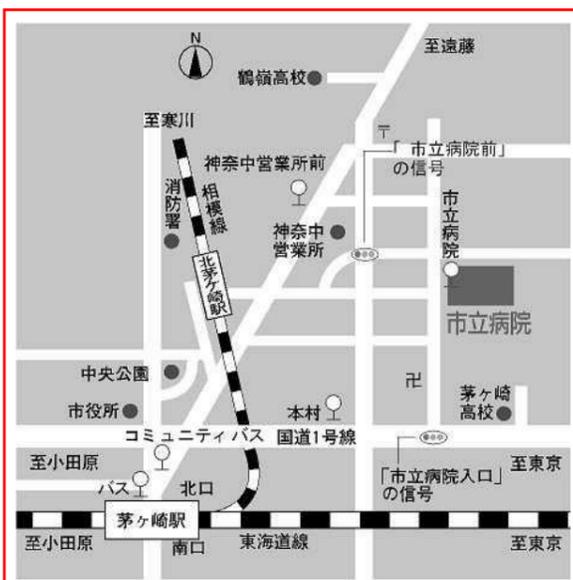 N
至遠藤
鶴嶺高校
至寒川
〒
「市立病院前」
の信号
神奈中営業所前
消防署
相模線
市立病院
神奈中
営業所
北茅ケ崎駅
市立病院
中央公園
卍
茅ヶ崎
高校
市役所
本村
コミュニティバス
国道1号線
至小田原
「市立病院入口」
の信号
至東京
バス
北口
茅ヶ崎駅
至小田原
南口
東海道線
至東京